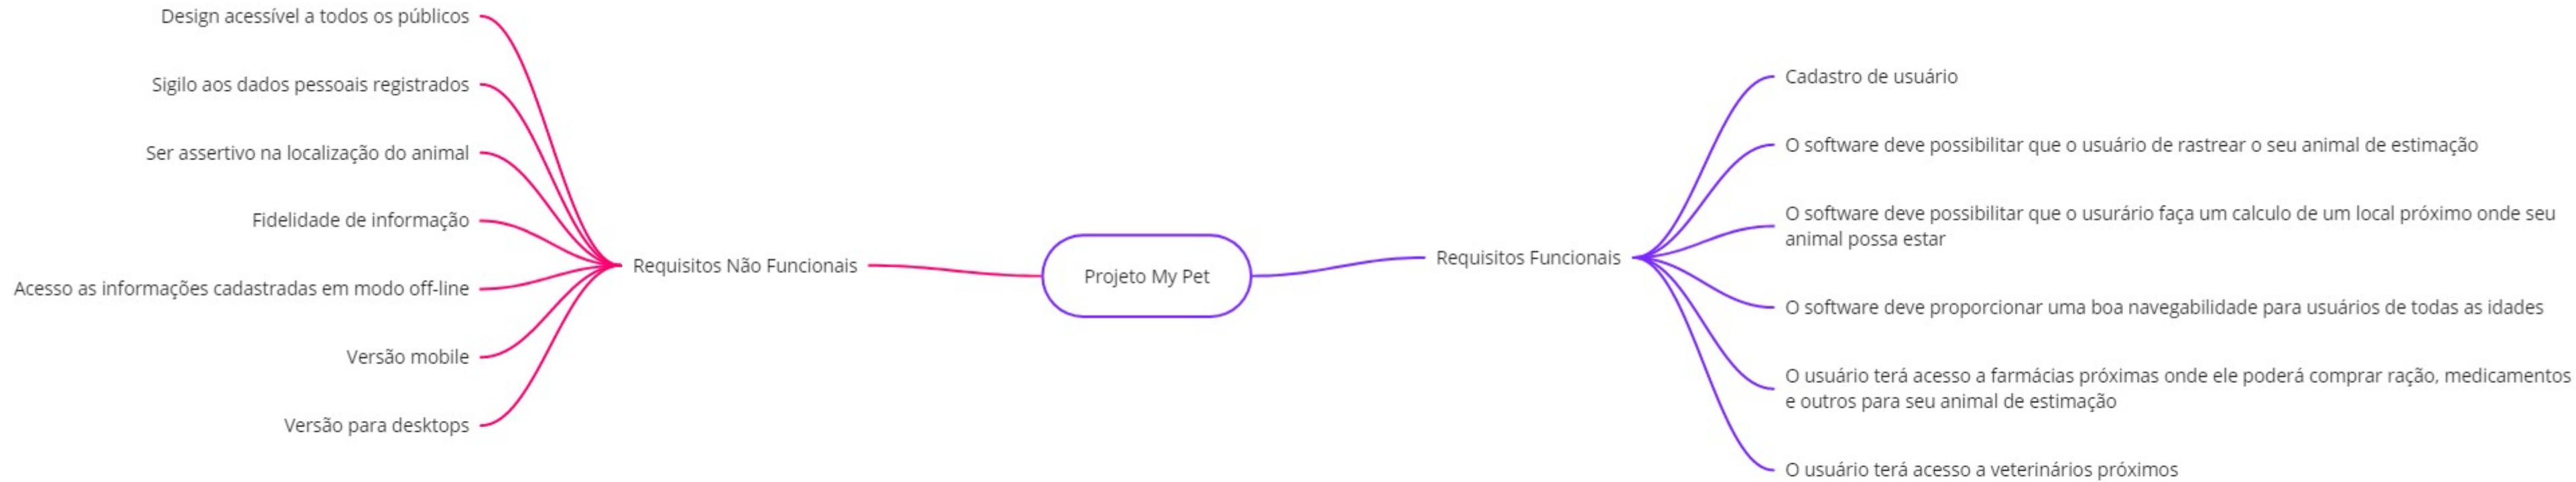 Design acessível a todos os públicos
Sigilo aos dados pessoais registrados
Ser assertivo na localização do animal
Fidelidade de informação
Acesso as informações cadastradas em modo off-line
Versão mobile
Versão para desktops
Requisitos Não Funcionais
Projeto My Pet
Requisitos Funcionais
Cadastro de usuário
O software deve possibilitar que o usuário de rastrear o seu animal de estimação
O software deve possibilitar que o usurário faça um calculo de um local próximo onde seu
animal possa estar
O software deve proporcionar uma boa navegabilidade para usuários de todas as idades
O usuário terá acesso a farmácias próximas onde ele poderá comprar ração, medicamentos
e outros para seu animal de estimação
O usuário terá acesso a veterinários próximos